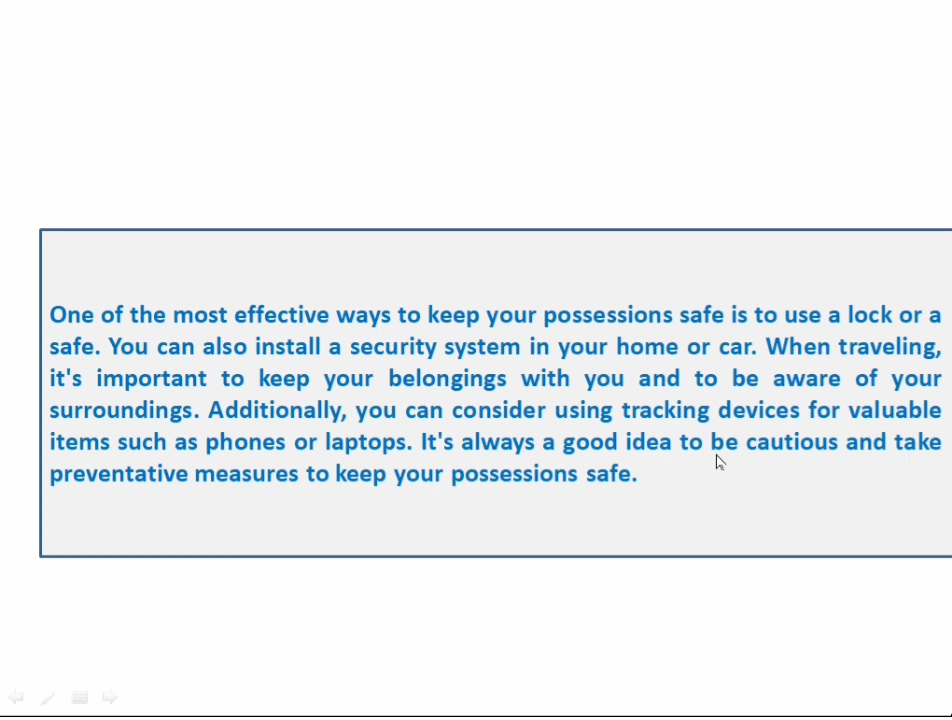 One of the most effective ways to keep your possessions safe is to use a lock or a
safe. You can also install a security system in your home or car. When traveling,
it's important to keep your belongings with you and to be aware of your
surroundings. Additionally, you can consider using tracking devices for valuable
items such as phones or laptops. It's always a good idea to be cautious and take
preventative measures to keep your possessions safe.